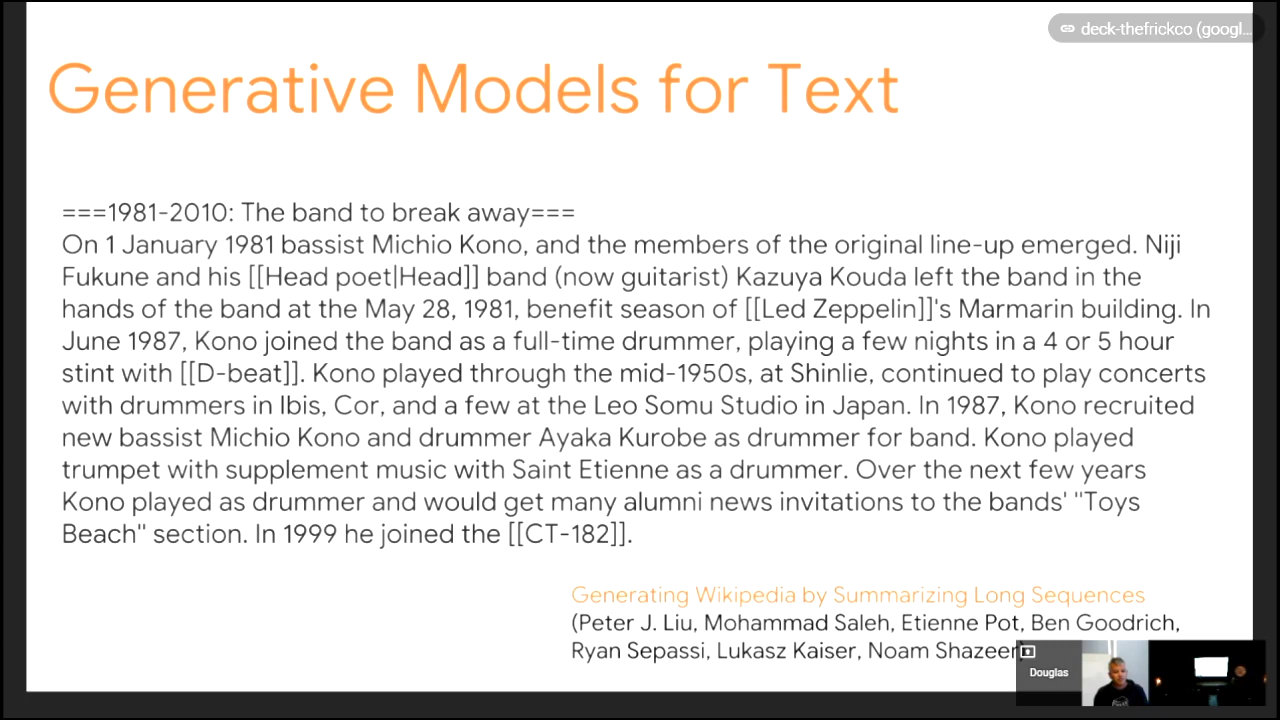 deck-thefrickco (googl...
Generative Models for Text
===1981-2010: The band to break away===
On 1 January 1981 bassist Michio Kono, and the members of the original line-up emerged. Niji
Fukune and his [[Head poet|Head]] band (now guitarist) Kazuya Kouda left the band in the
hands of the band at the May 28, 1981, benefit season of [[Led Zeppelin]]'s Marmarin building. In
June 1987, Kono joined the band as a full-time drummer, playing a few nights in a 4 or 5 hour
stint with [[D-beat]]. Kono played through the mid-1950s, at Shinlie, continued to play concerts
with drummers in Ibis, Cor, and a few at the Leo Somu Studio in Japan. In 1987, Kono recruited
new bassist Michio Kono and drummer Ayaka Kurobe as drummer for band. Kono played
trumpet with supplement music with Saint Etienne as a drummer. Over the next few years
Kono played as drummer and would get many alumni news invitations to the bands' "Toys
Beach" section. In 1999 he joined the [[CT-182]].
Generating Wikipedia by Summarizing Long Sequences
(Peter J. Liu, Mohammad Saleh, Etienne Pot, Ben Goodrich,
Ryan Sepassi, Lukasz Kaiser, Noam Shazeer)
Douglas